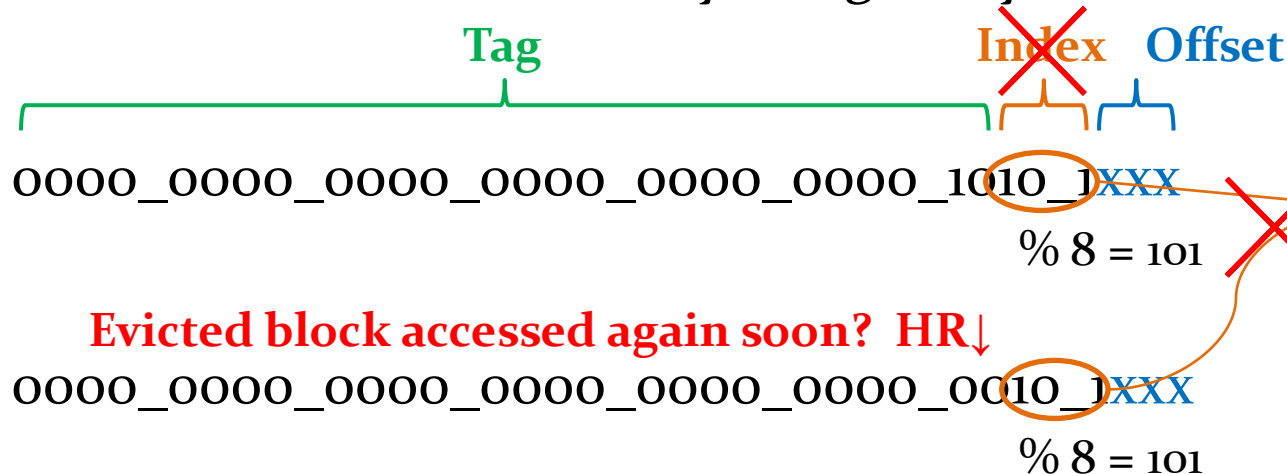 Tag Index Offset
0000_0000_0000_0000_0000_0000_1010_1XXX
% 8 = 101
Evicted block accessed again soon? HR↓
0000_0000_0000_0000_0000_0000_0010_1XXX
% 8 = 101